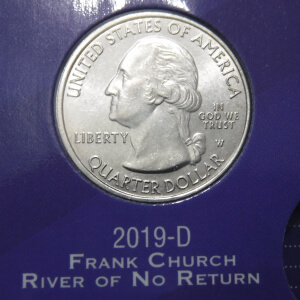 UNITED STATES OF AMERICA
IN
GOD WE
TRUST
LIBERTY
W
QUARTER DOLLAR
2019-D
FRANK CHURCH
RIVER OF NO RETURN